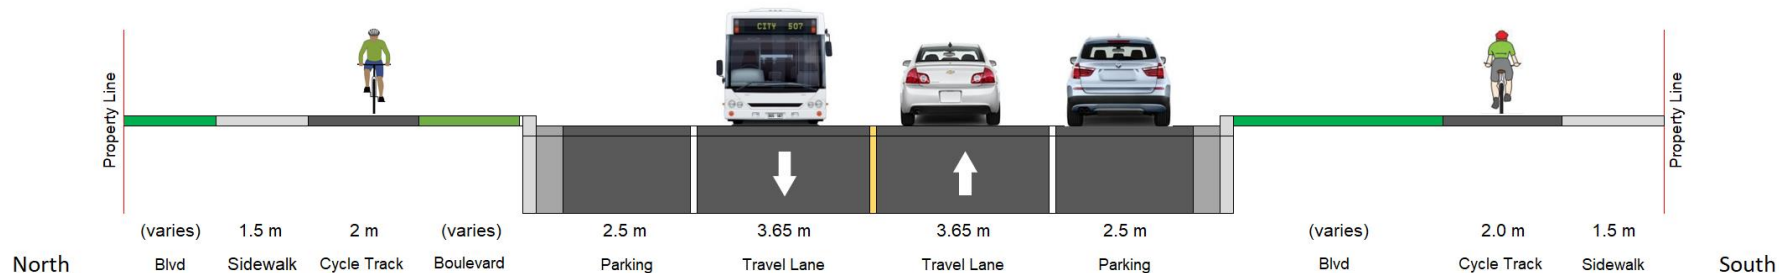 CITY 507
Property Line
Property Line
(varies) 1.5 m 2 m (varies) 2.5 m 3.65 m 3.65 m 2.5 m (varies) 2.0 m 1.5 m
North Blvd Sidewalk Cycle Track Boulevard Parking Travel Lane Travel Lane Parking Blvd Cycle Track Sidewalk South